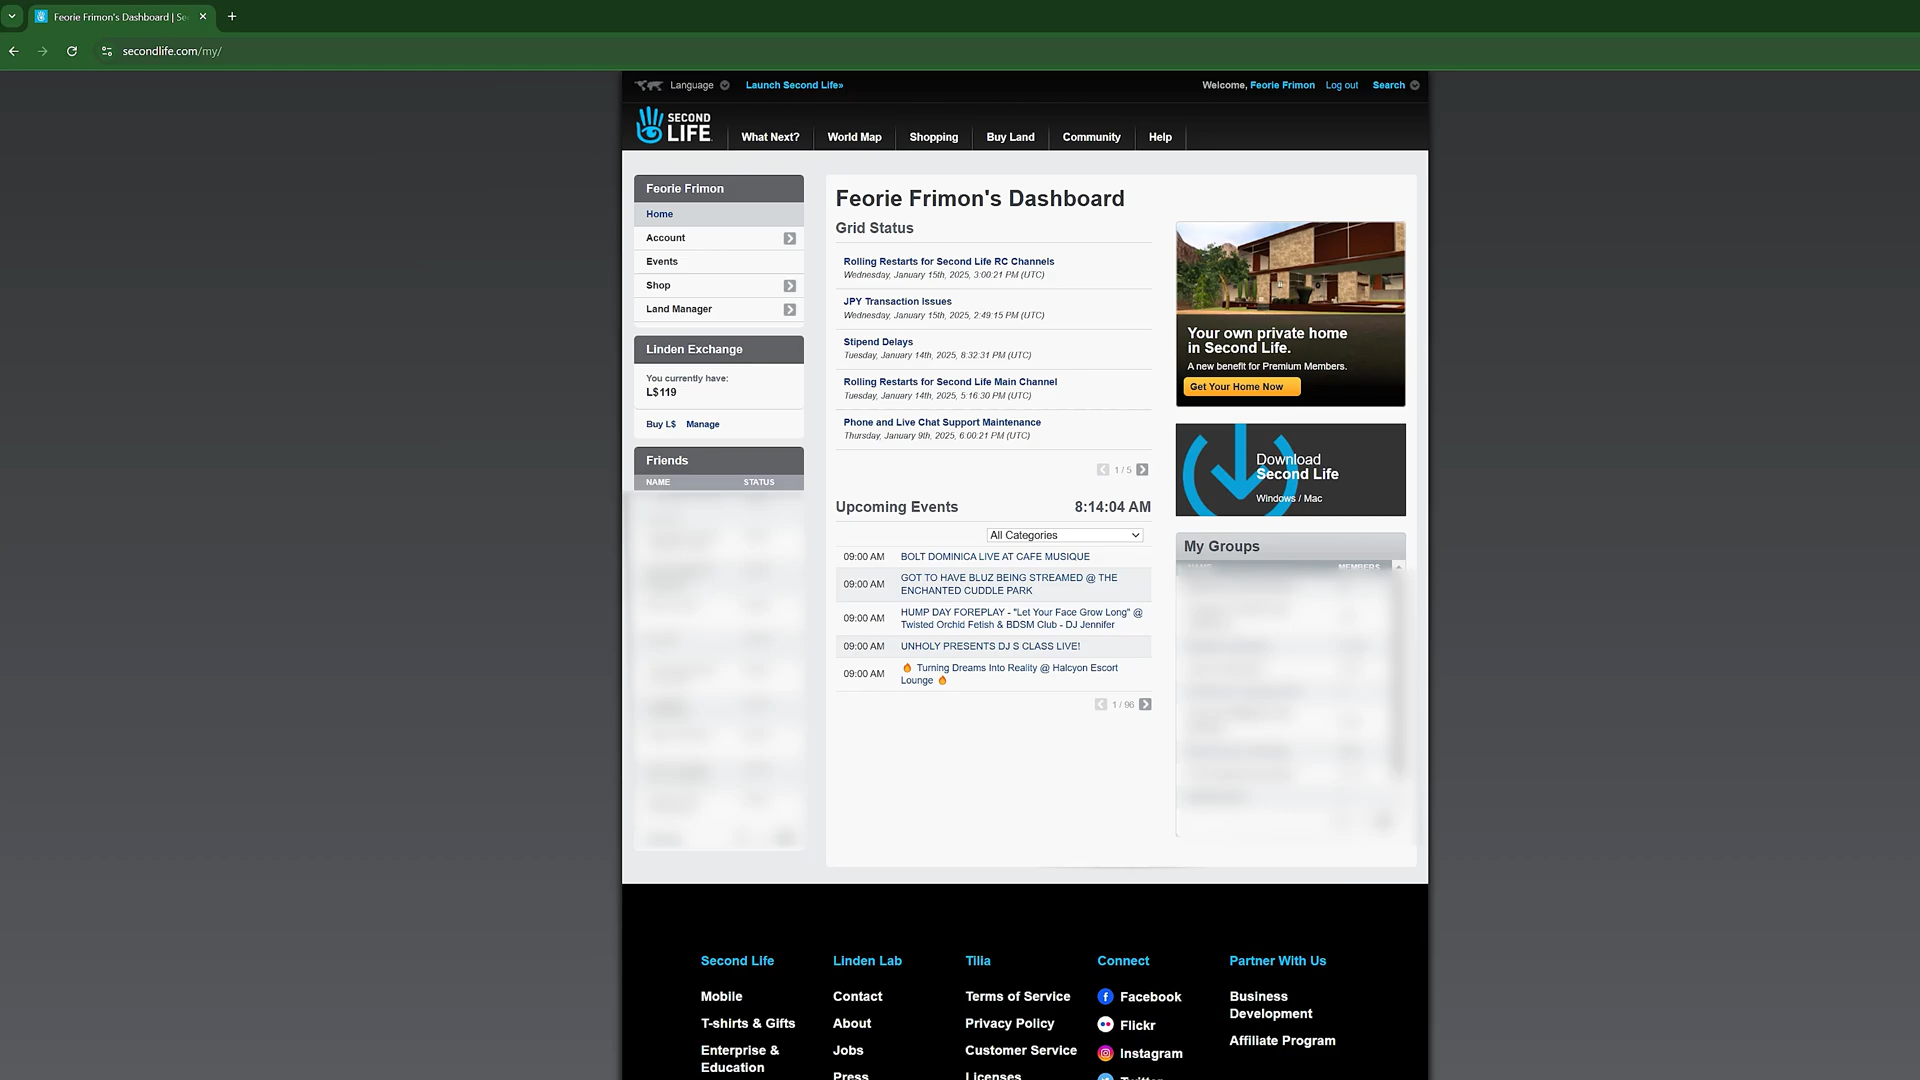 Feorie Frimon's Dashboard | Se
secondlife.com/my/
Language
Launch Second Life»
Welcome, Feorie Frimon
Log out
Search
SECOND
LIFE
What Next?
World Map
Shopping
Buy Land
Community
Help
Feorie Frimon
Home
Account
Events
Shop
Land Manager
Linden Exchange
You currently have:
L$119
Buy L$ Manage
Friends
NAME STATUS
Feorie Frimon's Dashboard
Grid Status
Rolling Restarts for Second Life RC Channels
Wednesday, January 15th, 2025, 3:00:21 PM (UTC)
JPY Transaction Issues
Wednesday, January 15th, 2025, 2:49:15 PM (UTC)
Stipend Delays
Tuesday, January 14th, 2025, 8:32:31 PM (UTC)
Rolling Restarts for Second Life Main Channel
Tuesday, January 14th, 2025, 5:16:30 PM (UTC)
Phone and Live Chat Support Maintenance
Thursday, January 9th, 2025, 6:00:21 PM (UTC)
1 / 5
Upcoming Events 8:14:04 AM
All Categories
09:00 AM BOLT DOMINICA LIVE AT CAFE MUSIQUE
09:00 AM GOT TO HAVE BLUZ BEING STREAMED @ THE
ENCHANTED CUDDLE PARK
09:00 AM HUMP DAY FOREPLAY - "Let Your Face Grow Long" @
Twisted Orchid Fetish & BDSM Club - DJ Jennifer
09:00 AM UNHOLY PRESENTS DJ S CLASS LIVE!
09:00 AM 🔥 Turning Dreams Into Reality @ Halcyon Escort
Lounge 🔥
1 / 96
Your own private home
in Second Life.
A new benefit for Premium Members.
Get Your Home Now
Download
Second Life
Windows / Mac
My Groups
NAME MEMBERS
Second Life
Mobile
T-shirts & Gifts
Enterprise &
Education
Linden Lab
Contact
About
Jobs
Press
Tilia
Terms of Service
Privacy Policy
Customer Service
Licenses
Connect
Facebook
Flickr
Instagram
Twitter
Partner With Us
Business
Development
Affiliate Program